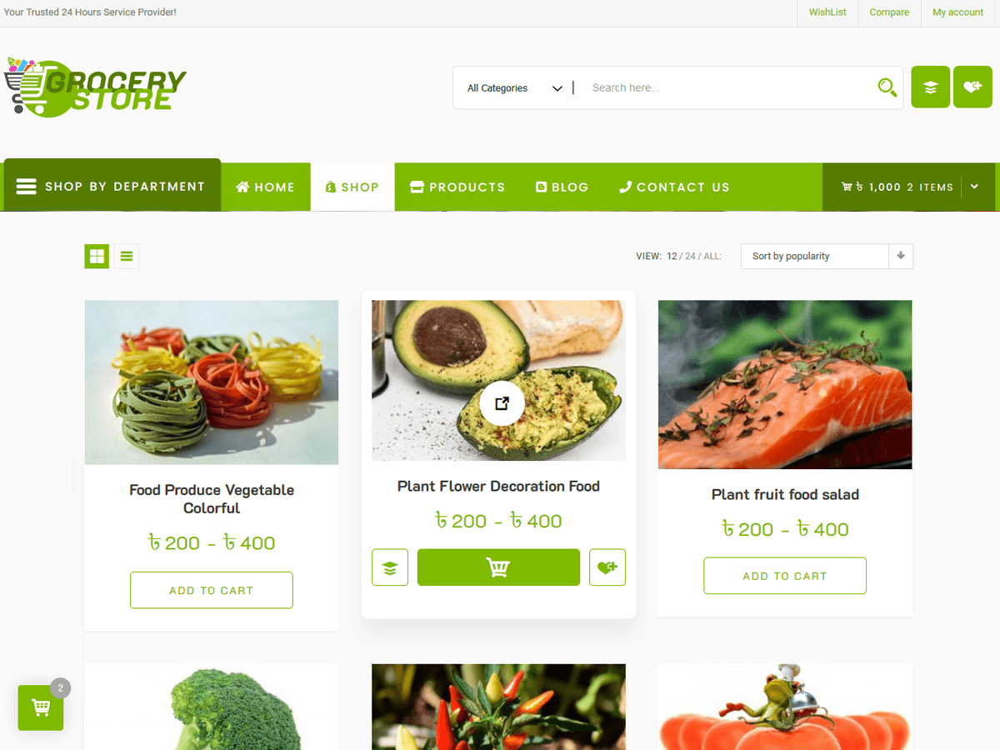 Your Trusted 24 Hours Service Provider!
WishList
Compare
My account
GROCERY
STORE
All Categories
Search here...
SHOP BY DEPARTMENT
HOME
SHOP
PRODUCTS
BLOG
CONTACT US
৳ 1,000 2 ITEMS
VIEW: 12 / 24 / ALL:
Sort by popularity
Food Produce Vegetable
Colorful
৳ 200 – ৳ 400
ADD TO CART
Plant Flower Decoration Food
৳ 200 – ৳ 400
Plant fruit food salad
৳ 200 – ৳ 400
ADD TO CART
2